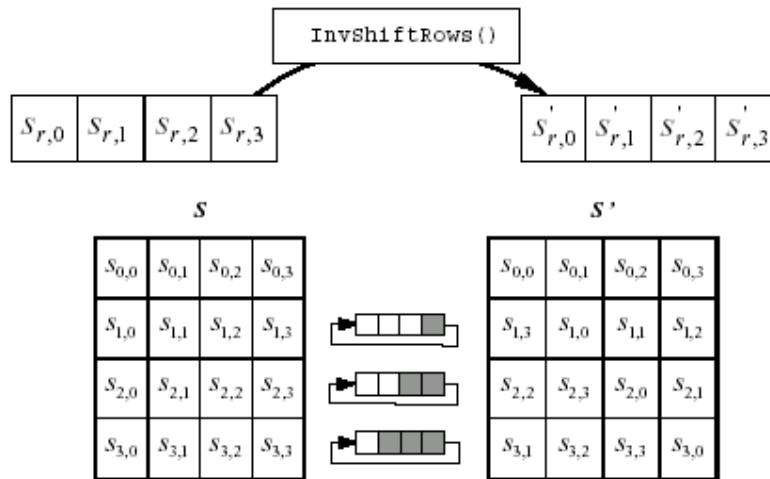 InvShiftRows()
S_{r,0} S_{r,1} S_{r,2} S_{r,3} S'_{r,0} S'_{r,1} S'_{r,2} S'_{r,3}
S S'
S_{0,0} S_{0,1} S_{0,2} S_{0,3} S_{0,0} S_{0,1} S_{0,2} S_{0,3}
S_{1,0} S_{1,1} S_{1,2} S_{1,3} S_{1,3} S_{1,0} S_{1,1} S_{1,2}
S_{2,0} S_{2,1} S_{2,2} S_{2,3} S_{2,2} S_{2,3} S_{2,0} S_{2,1}
S_{3,0} S_{3,1} S_{3,2} S_{3,3} S_{3,1} S_{3,2} S_{3,3} S_{3,0}